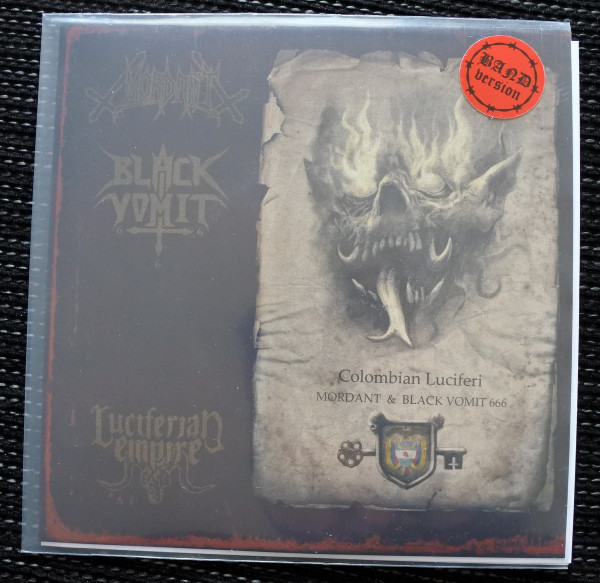 Mordant
BLACK
VOMIT
Luciferian
empire
BAND
version
Colombian Luciferi
MORDANT & BLACK VOMIT 666